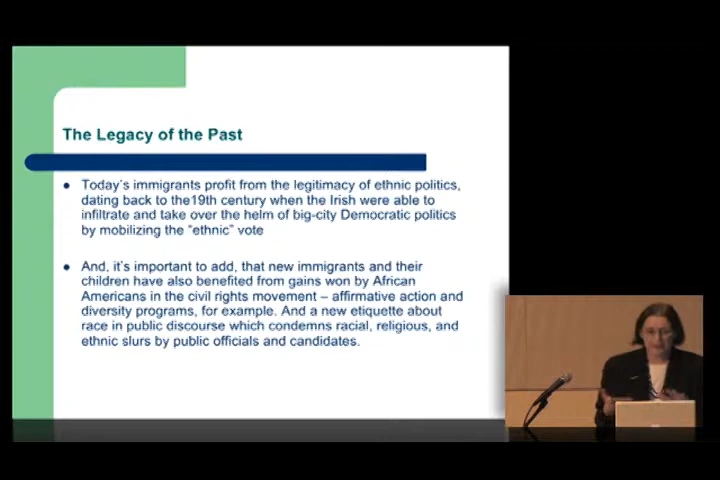 The Legacy of the Past
Today's immigrants profit from the legitimacy of ethnic politics,
dating back to the19th century when the Irish were able to
infiltrate and take over the helm of big-city Democratic politics
by mobilizing the "ethnic" vote
And, it's important to add, that new immigrants and their
children have also benefited from gains won by African
Americans in the civil rights movement – affirmative action and
diversity programs, for example. And a new etiquette about
race in public discourse which condemns racial, religious, and
ethnic slurs by public officials and candidates.